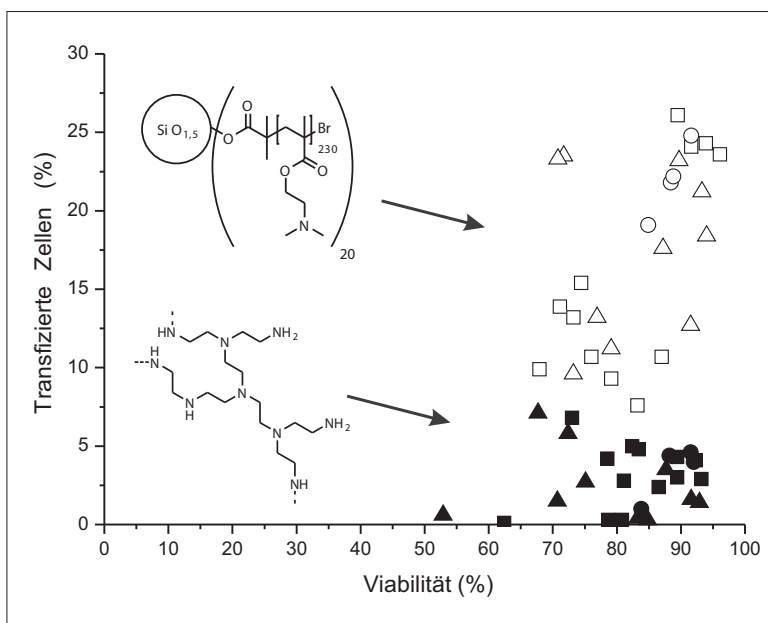 30
25
20
15
10
5
0
Transfizierte Zellen (%)
0 10 20 30 40 50 60 70 80 90 100
Viabilität (%)
Si O1,5
O
O
Br
230
O
O
N
20
HN
N
NH2
H
N
N
N
H
N
NH2
NH